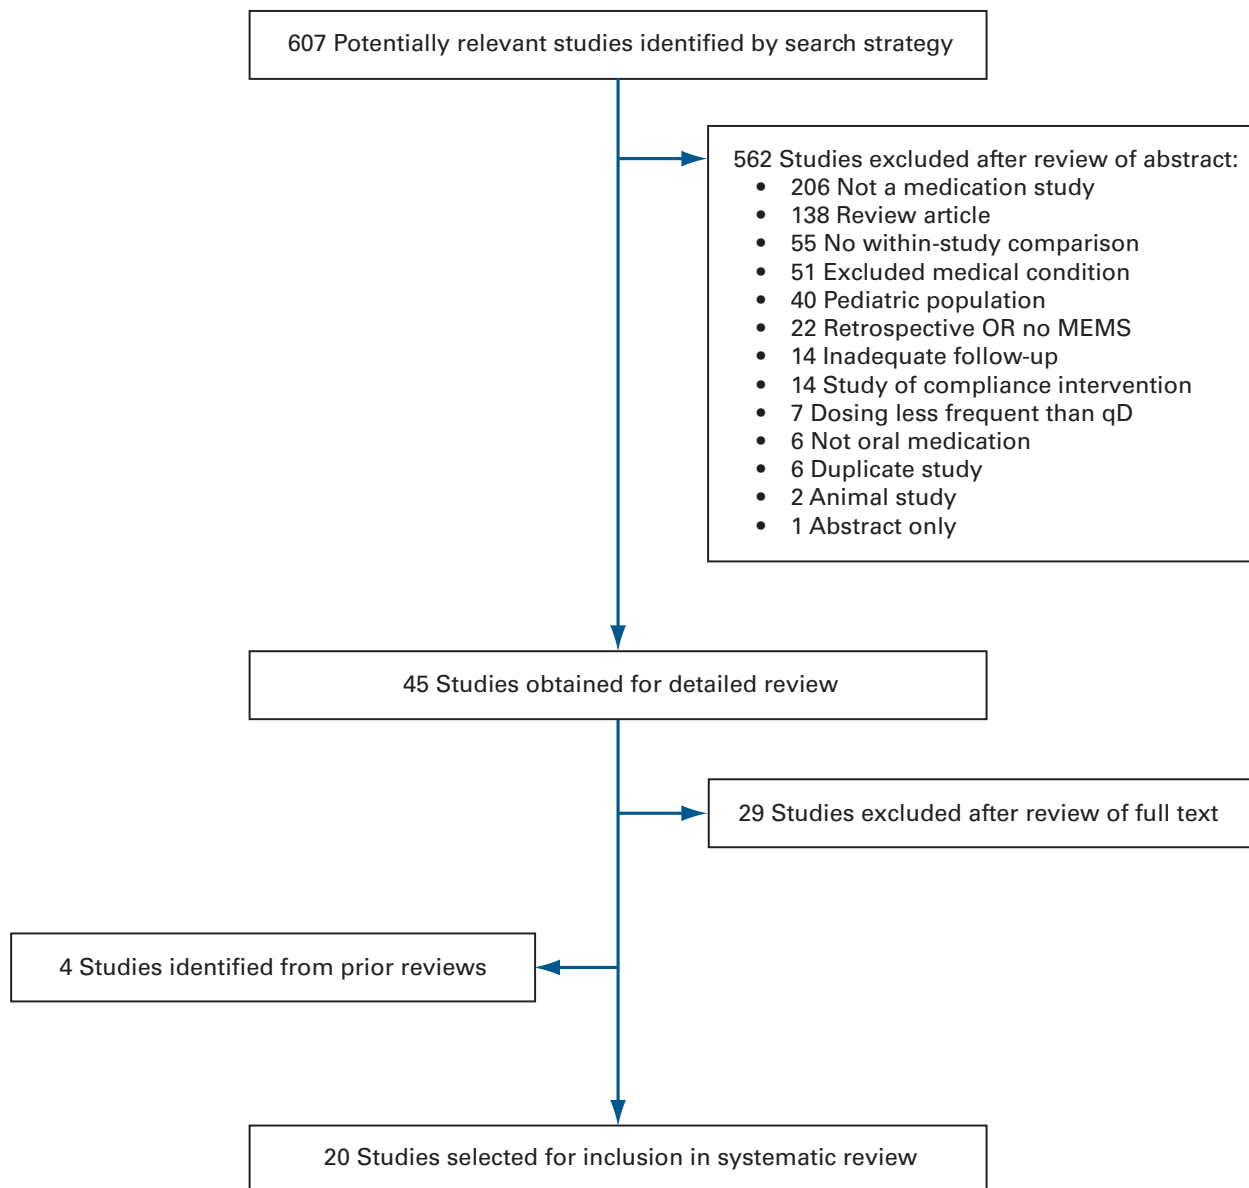 607 Potentially relevant studies identified by search strategy
562 Studies excluded after review of abstract:
• 206 Not a medication study
• 138 Review article
• 55 No within-study comparison
• 51 Excluded medical condition
• 40 Pediatric population
• 22 Retrospective OR no MEMS
• 14 Inadequate follow-up
• 14 Study of compliance intervention
• 7 Dosing less frequent than qD
• 6 Not oral medication
• 6 Duplicate study
• 2 Animal study
• 1 Abstract only
45 Studies obtained for detailed review
29 Studies excluded after review of full text
4 Studies identified from prior reviews
20 Studies selected for inclusion in systematic review